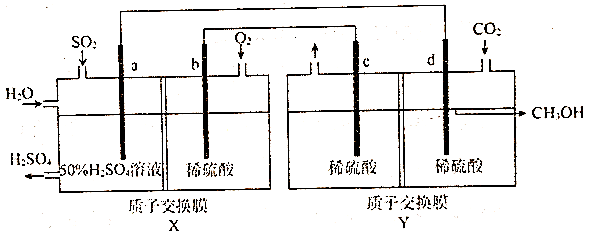 SO₂ a b O₂ c d CO₂
H₂O
CH₃OH
H₂SO₄ 50%H₂SO₄溶液 稀硫酸 稀硫酸 稀硫酸
质子交换膜 质子交换膜
X Y